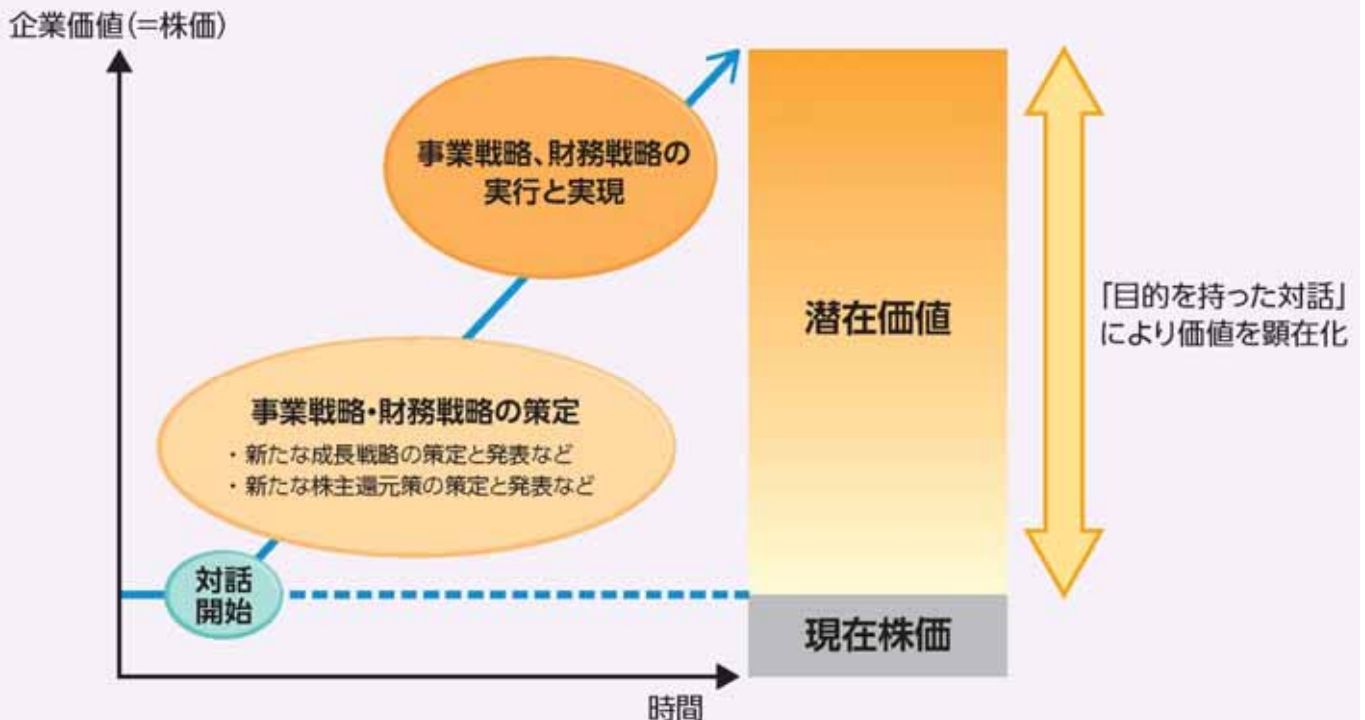 企業価値(=株価)
事業戦略、財務戦略の
実行と実現
潜在価値
「目的を持った対話」
により価値を顕在化
事業戦略・財務戦略の策定
・新たな成長戦略の策定と発表など
・新たな株主還元策の策定と発表など
対話
開始
現在株価
時間